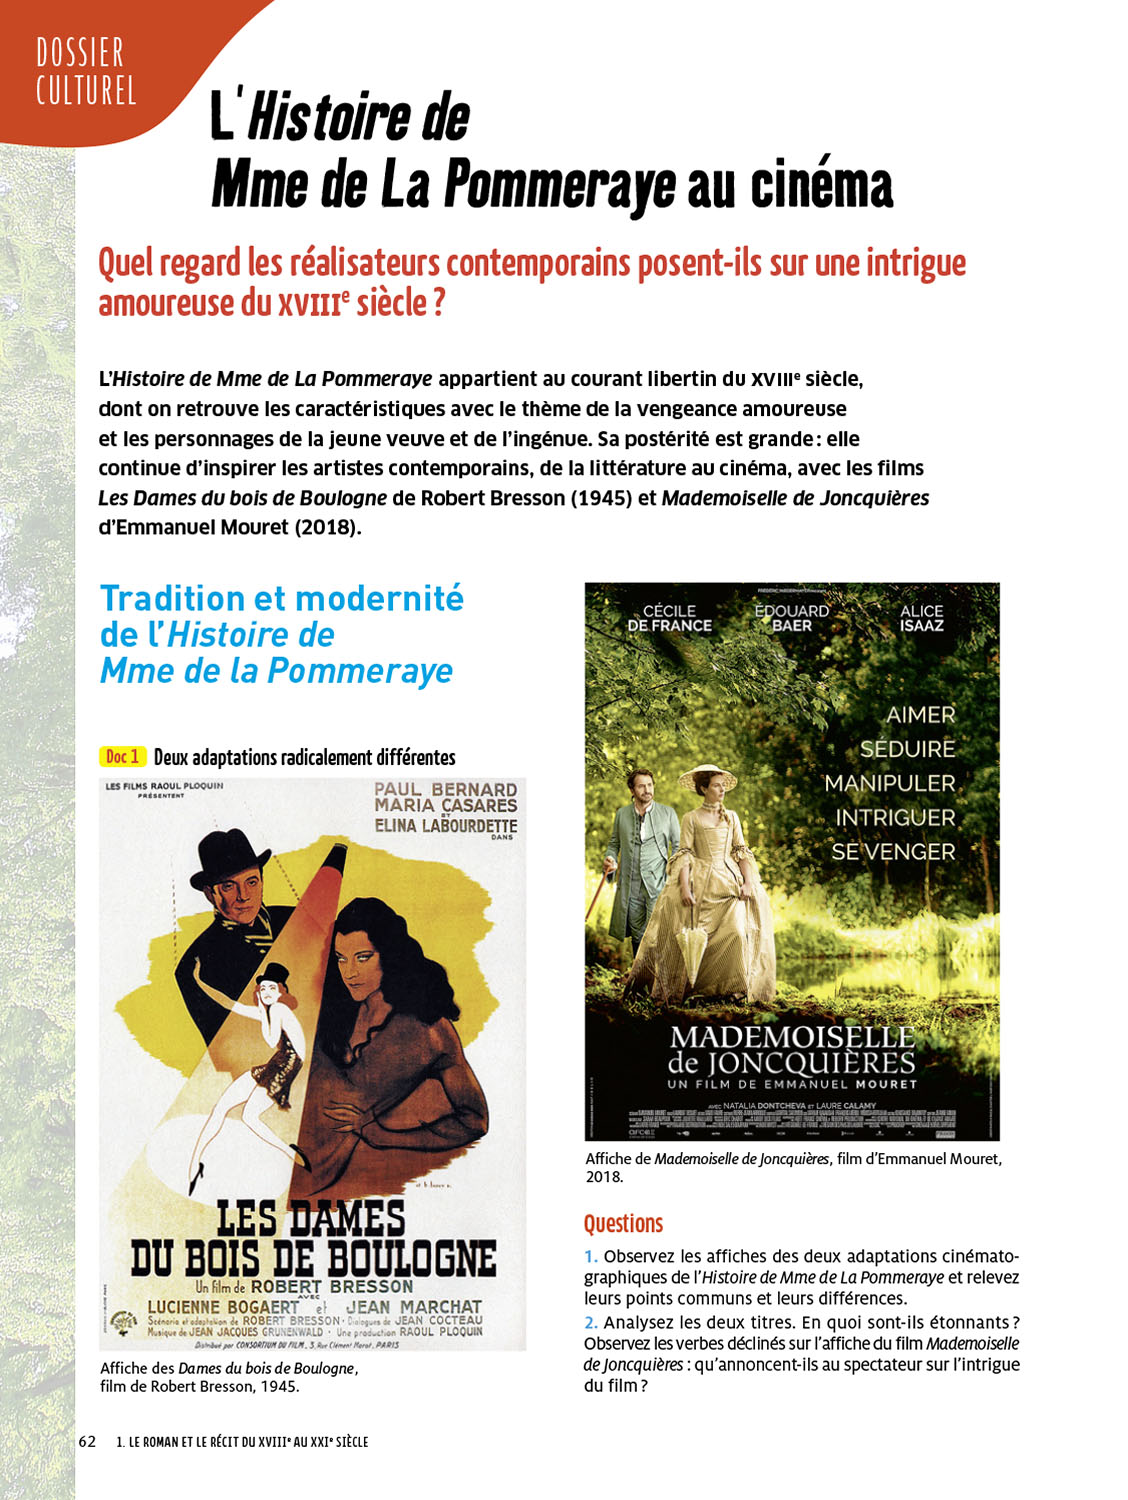 DOSSIER
CULTUREL
L'Histoire de
Mme de La Pommeraye au cinéma
Quel regard les réalisateurs contemporains posent-ils sur une intrigue
amoureuse du XVIIIe siècle ?
L'Histoire de Mme de La Pommeraye appartient au courant libertin du XVIIIe siècle,
dont on retrouve les caractéristiques avec le thème de la vengeance amoureuse
et les personnages de la jeune veuve et de l'ingénue. Sa postérité est grande : elle
continue d'inspirer les artistes contemporains, de la littérature au cinéma, avec les films
Les Dames du bois de Boulogne de Robert Bresson (1945) et Mademoiselle de Joncquières
d'Emmanuel Mouret (2018).
Tradition et modernité
de l'Histoire de
Mme de la Pommeraye
Doc 1 Deux adaptations radicalement différentes
LES FILMS RAOUL PLOQUIN
PRÉSENTENT
PAUL BERNARD
MARIA CASARES
ET
ELINA LABOURDETTE
DANS
LES DAMES
DU BOIS DE BOULOGNE
Un film de ROBERT BRESSON
AVEC
LUCIENNE BOGAERT et JEAN MARCHAT
Scénario et adaptation de ROBERT BRESSON · Dialogues de JEAN COCTEAU
Musique de JEAN JACQUES GRUNENWALD · Une production RAOUL PLOQUIN
Distribué par CONSORTIUM DU FILM, 3, Rue Clément Marot, PARIS
Affiche des Dames du bois de Boulogne,
film de Robert Bresson, 1945.
CÉCILE
DE FRANCE
ÉDOUARD
BAER
ALICE
ISAAZ
AIMER
SÉDUIRE
MANIPULER
INTRIGUER
SE VENGER
MADEMOISELLE
de JONCQUIÈRES
UN FILM DE EMMANUEL MOURET
AVEC NATALIA DONTCHEVA ET LAURE CALAMY
Affiche de Mademoiselle de Joncquières, film d'Emmanuel Mouret,
2018.
Questions
1. Observez les affiches des deux adaptations cinémato-
graphiques de l'Histoire de Mme de La Pommeraye et relevez
leurs points communs et leurs différences.
2. Analysez les deux titres. En quoi sont-ils étonnants ?
Observez les verbes déclinés sur l'affiche du film Mademoiselle
de Joncquières : qu'annoncent-ils au spectateur sur l'intrigue
du film ?
62 1. LE ROMAN ET LE RÉCIT DU XVIIIe AU XXIe SIÈCLE